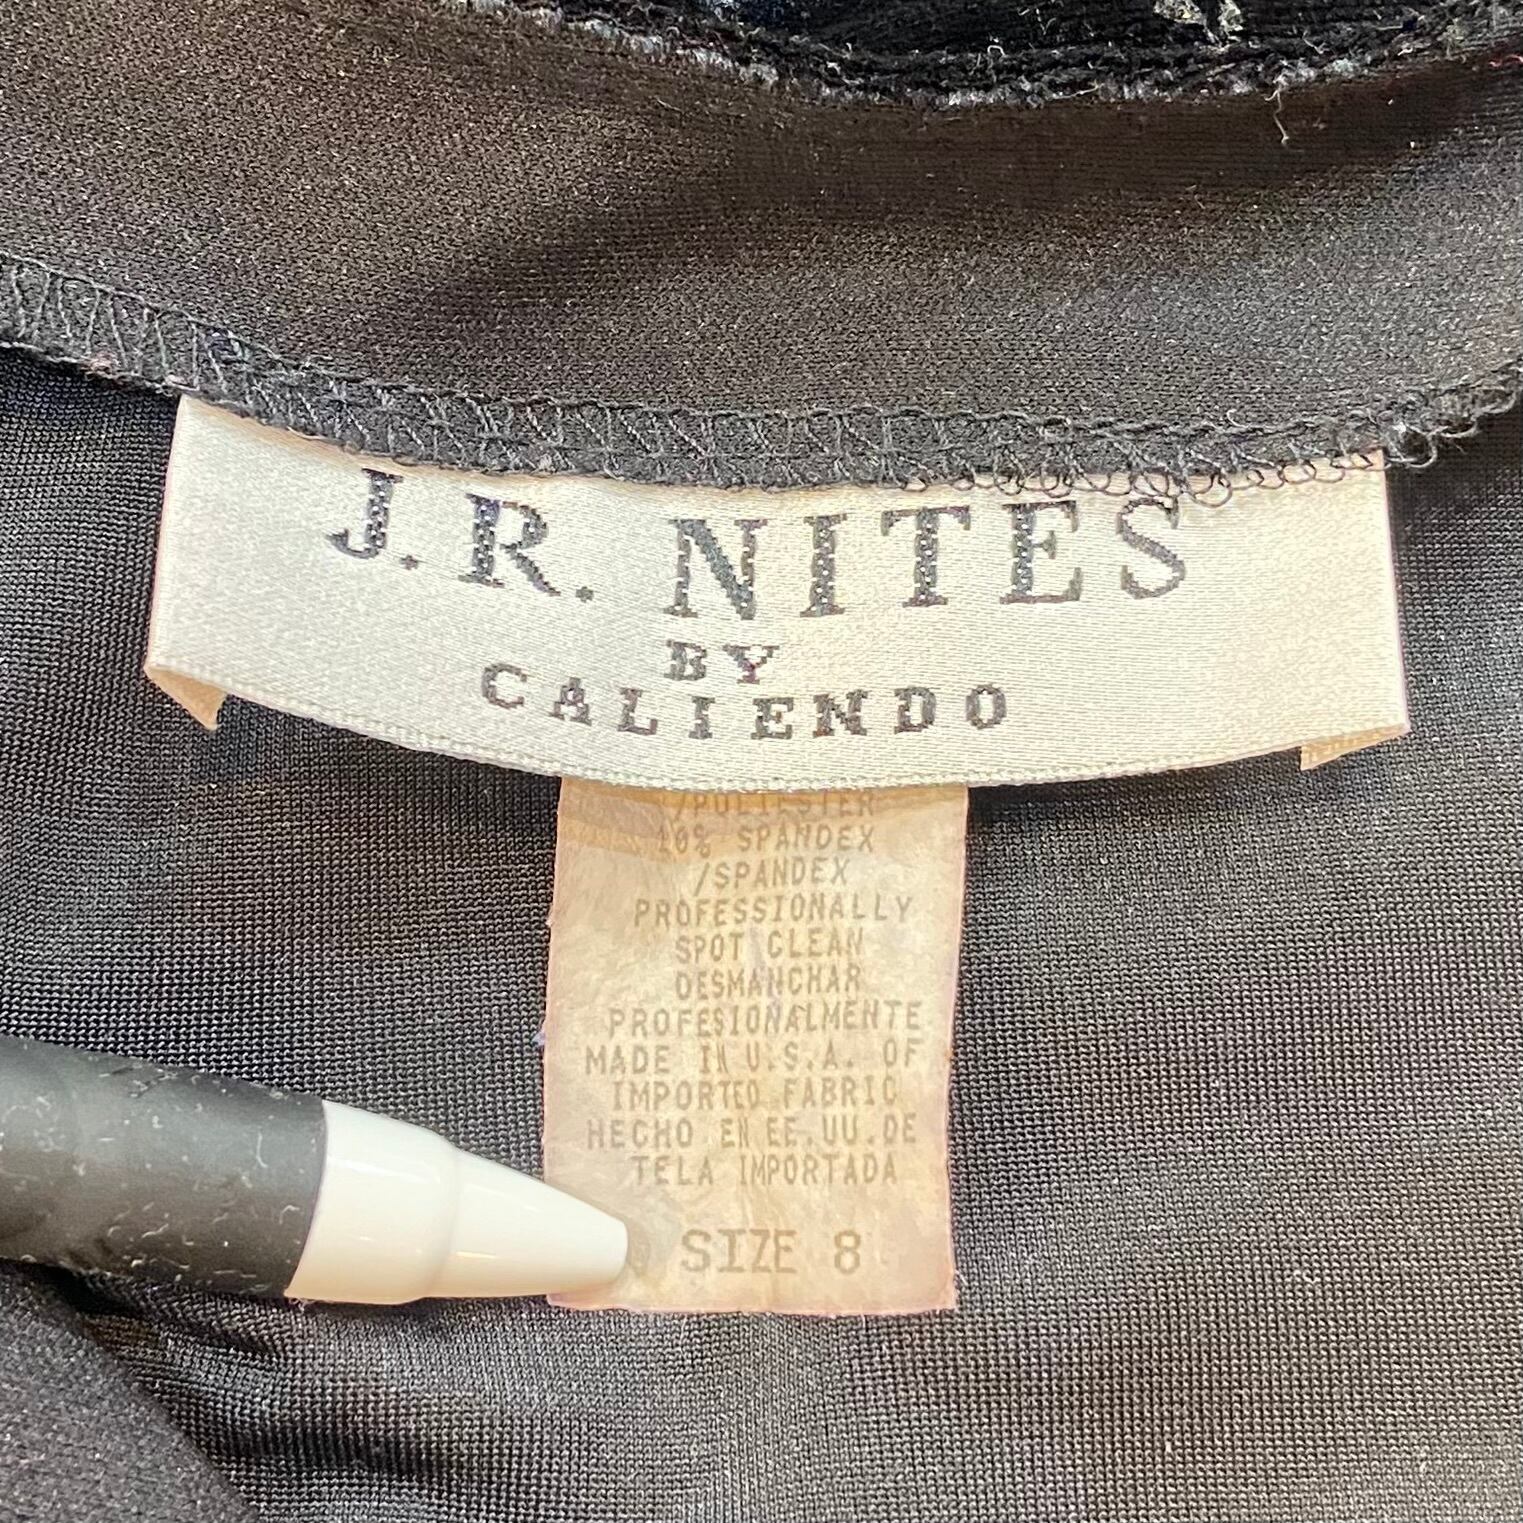 J.R. NITES
BY
CALIENDO
/POLIESTER
10% SPANDEX
/SPANDEX
PROFESSIONALLY
SPOT CLEAN
DESMANCHAR
PROFESIONALMENTE
MADE IN U.S.A. OF
IMPORTED FABRIC
HECHO EN EE.UU.DE
TELA IMPORTADA
SIZE 8